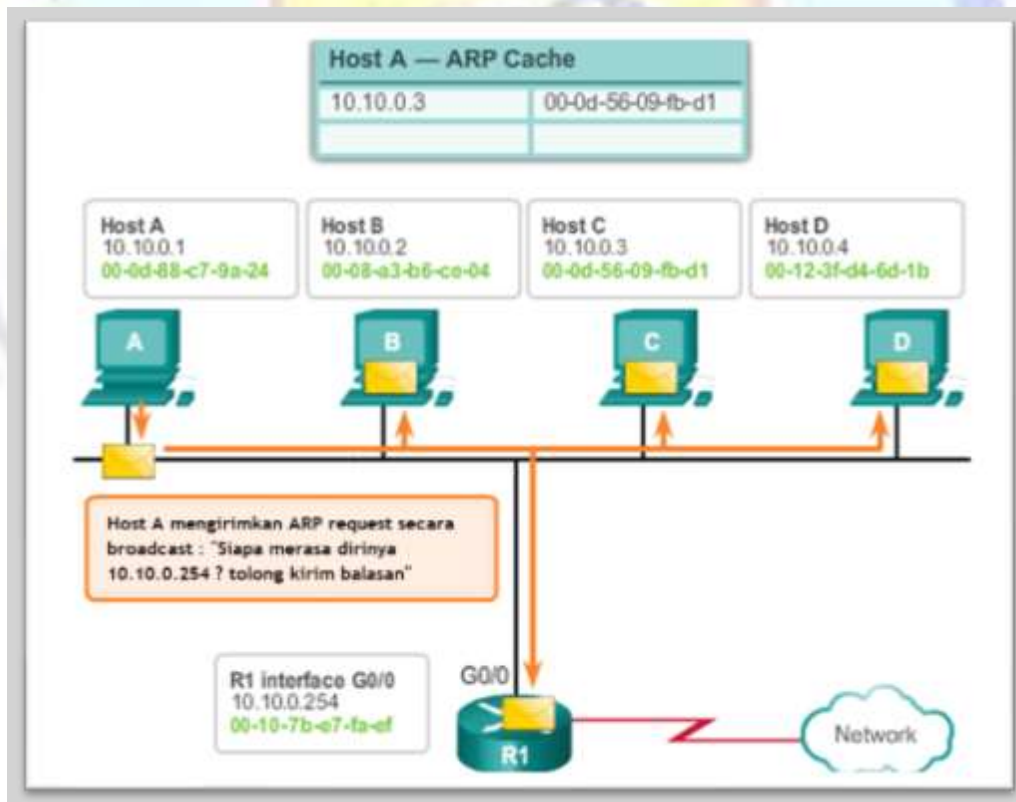 Host A — ARP Cache
10.10.0.3 00-0d-56-09-fb-d1
Host A
10.10.0.1
00-0d-88-c7-9a-24
Host B
10.10.0.2
00-08-a3-b6-ce-04
Host C
10.10.0.3
00-0d-56-09-fb-d1
Host D
10.10.0.4
00-12-3f-d4-6d-1b
A
B
C
D
Host A mengirimkan ARP request secara
broadcast : "Siapa merasa dirinya
10.10.0.254 ? tolong kirim balasan"
R1 interface G0/0
10.10.0.254
00-10-7b-e7-fa-ef
G0/0
R1
Network